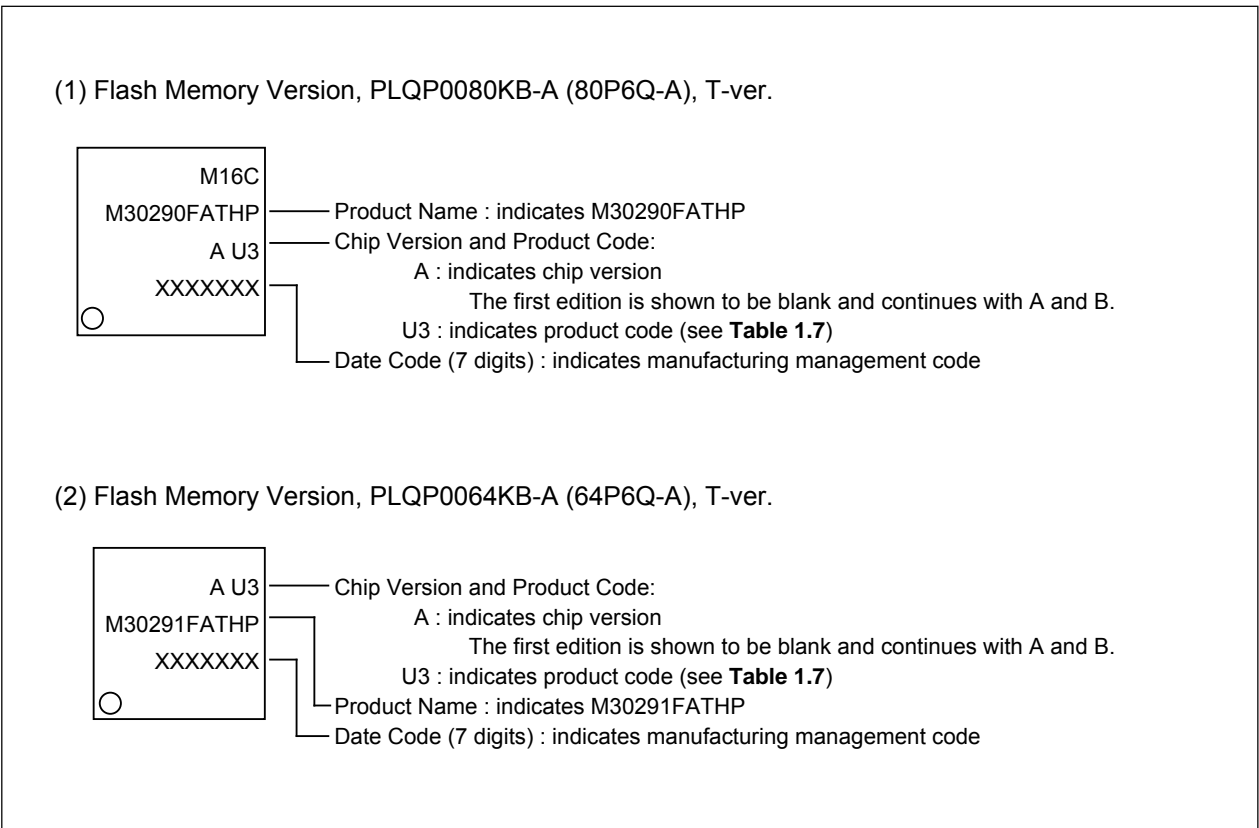 (1) Flash Memory Version, PLQP0080KB-A (80P6Q-A), T-ver.
M16C
M30290FATHP
A U3
XXXXXXX
Product Name : indicates M30290FATHP
Chip Version and Product Code:
A : indicates chip version
The first edition is shown to be blank and continues with A and B.
U3 : indicates product code (see Table 1.7)
Date Code (7 digits) : indicates manufacturing management code
(2) Flash Memory Version, PLQP0064KB-A (64P6Q-A), T-ver.
A U3
M30291FATHP
XXXXXXX
Chip Version and Product Code:
A : indicates chip version
The first edition is shown to be blank and continues with A and B.
U3 : indicates product code (see Table 1.7)
Product Name : indicates M30291FATHP
Date Code (7 digits) : indicates manufacturing management code